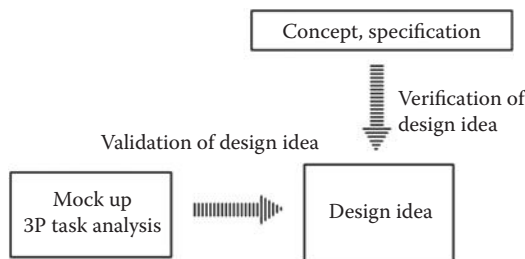 Concept, specification
Verification of
design idea
Validation of design idea
Mock up
3P task analysis
Design idea